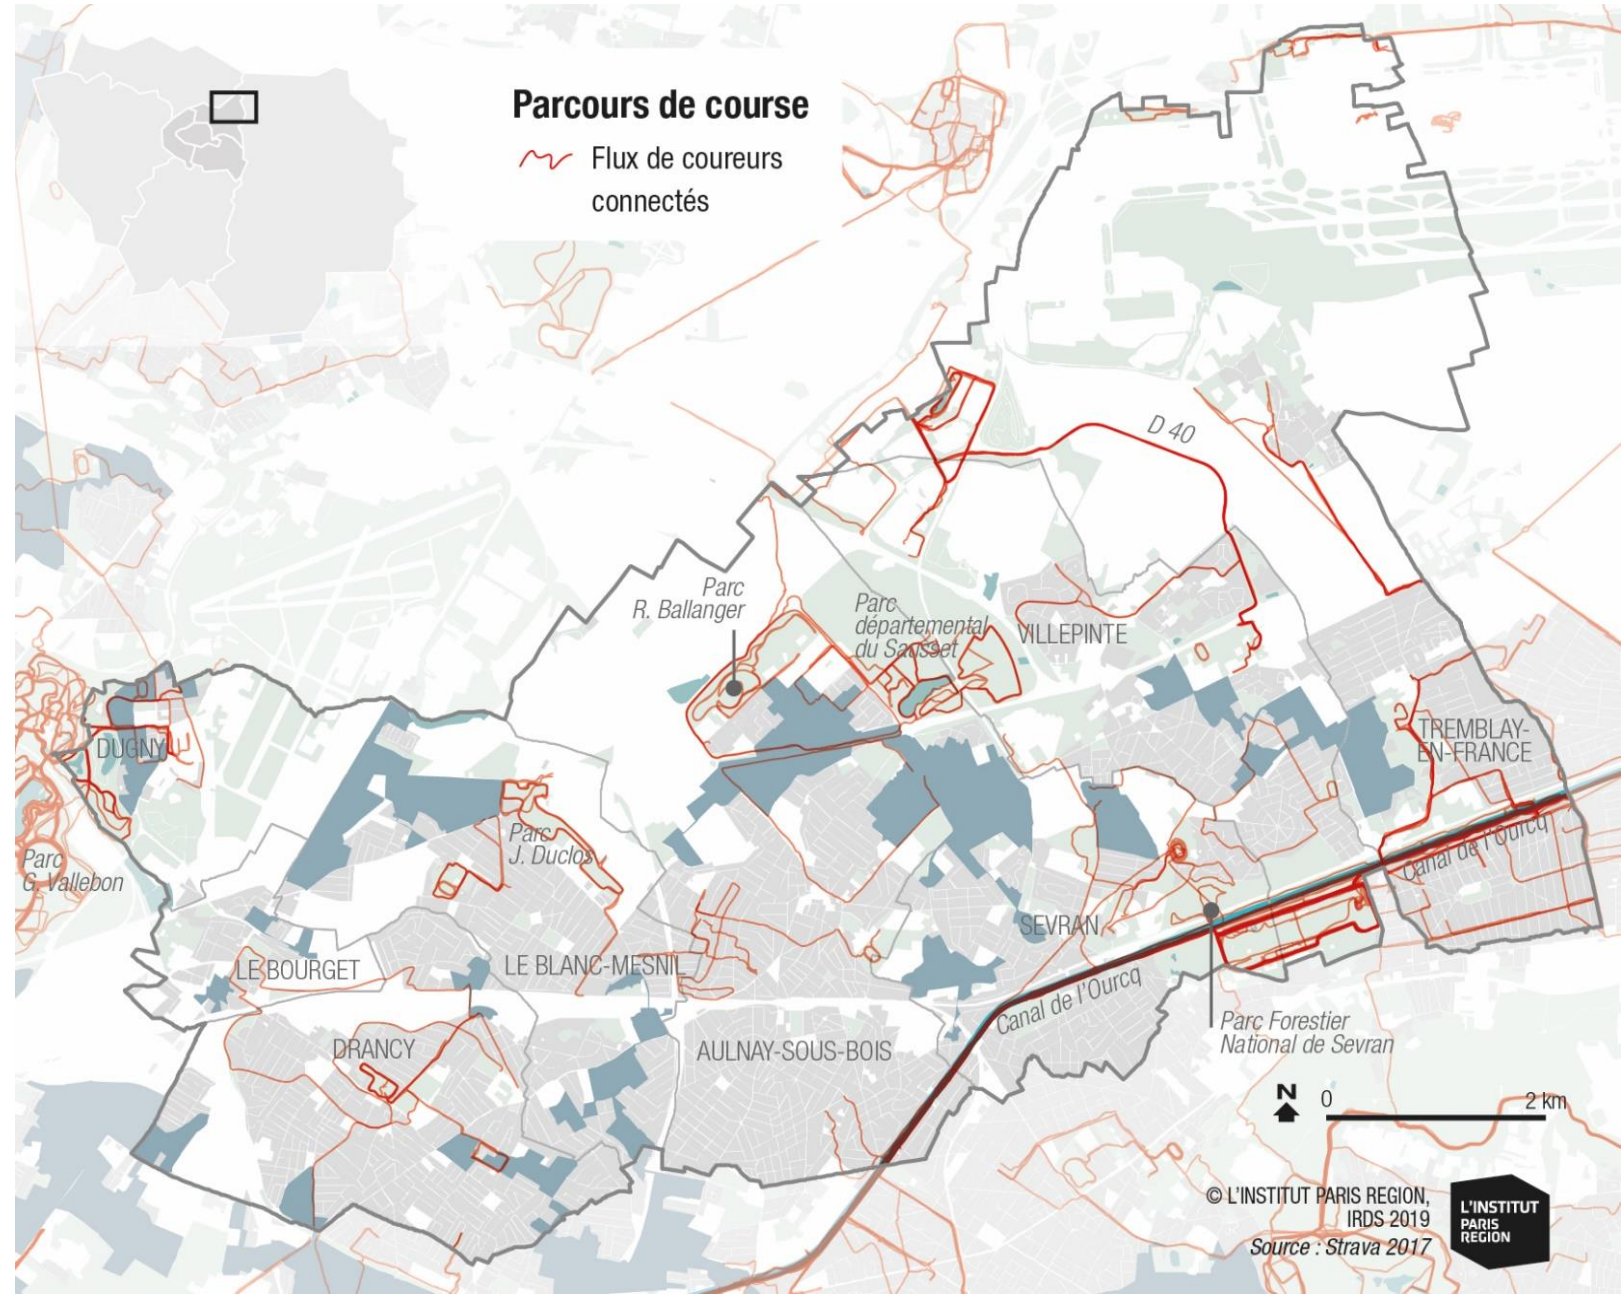 Parcours de course
Flux de coureurs
connectés
D 40
Parc
R. Ballanger
Parc
départemental
du Sausset
VILLEPINTE
DUGNY
TREMBLAY-
EN-FRANCE
Parc
J. Duclos
Parc
G. Vallebon
Canal de l'Ourcq
SEVRAN
LE BOURGET
LE BLANC-MESNIL
Canal de l'Ourcq
Parc Forestier
National de Sevran
DRANCY
AULNAY-SOUS-BOIS
N
0
2 km
© L'INSTITUT PARIS REGION,
IRDS 2019
Source : Strava 2017
L'INSTITUT
PARIS
REGION